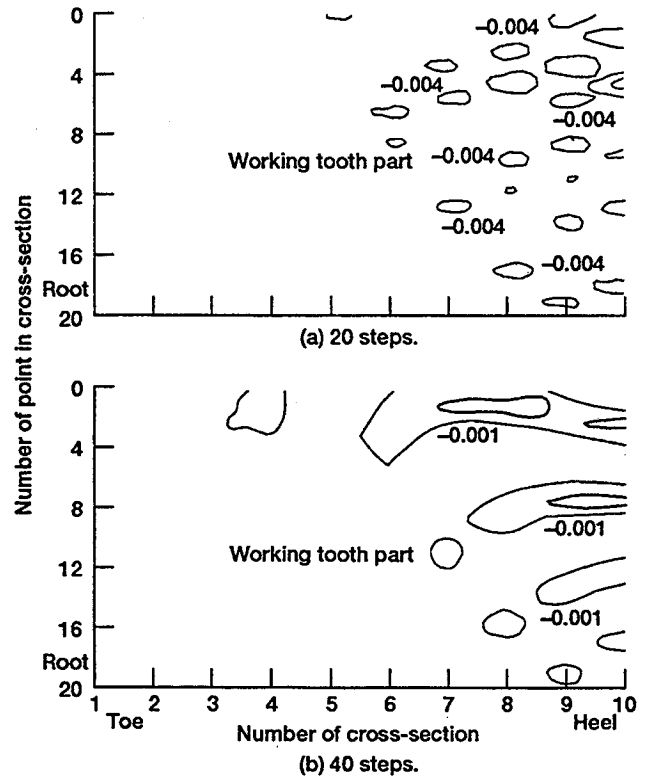 Number of point in cross-section
0
4
8
12
16
Root
20
−0.004
−0.004
−0.004
Working tooth part −0.004
−0.004
−0.004
(a) 20 steps.
0
4
8
12
16
Root
20
−0.001
−0.001
Working tooth part
−0.001
1 2 3 4 5 6 7 8 9 10
Toe Heel
Number of cross-section
(b) 40 steps.